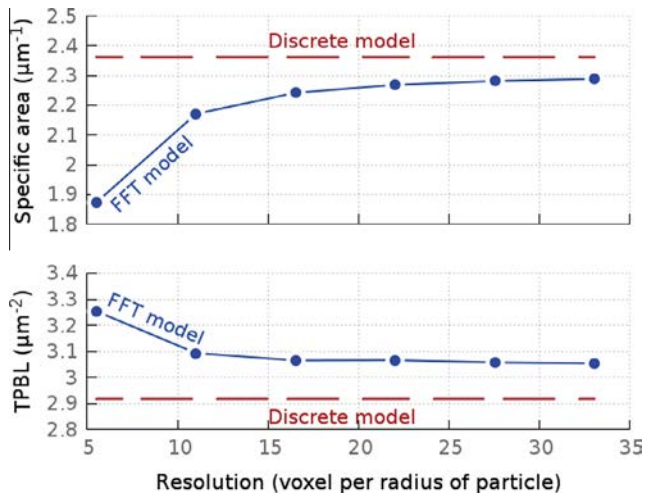 2.5
2.4
2.3
2.2
2.1
2
1.9
1.8
Specific area (µm⁻¹)
Discrete model
FFT model
3.4
3.3
3.2
3.1
3
2.9
2.8
TPBL (µm⁻²)
FFT model
Discrete model
5 10 15 20 25 30 35
Resolution (voxel per radius of particle)